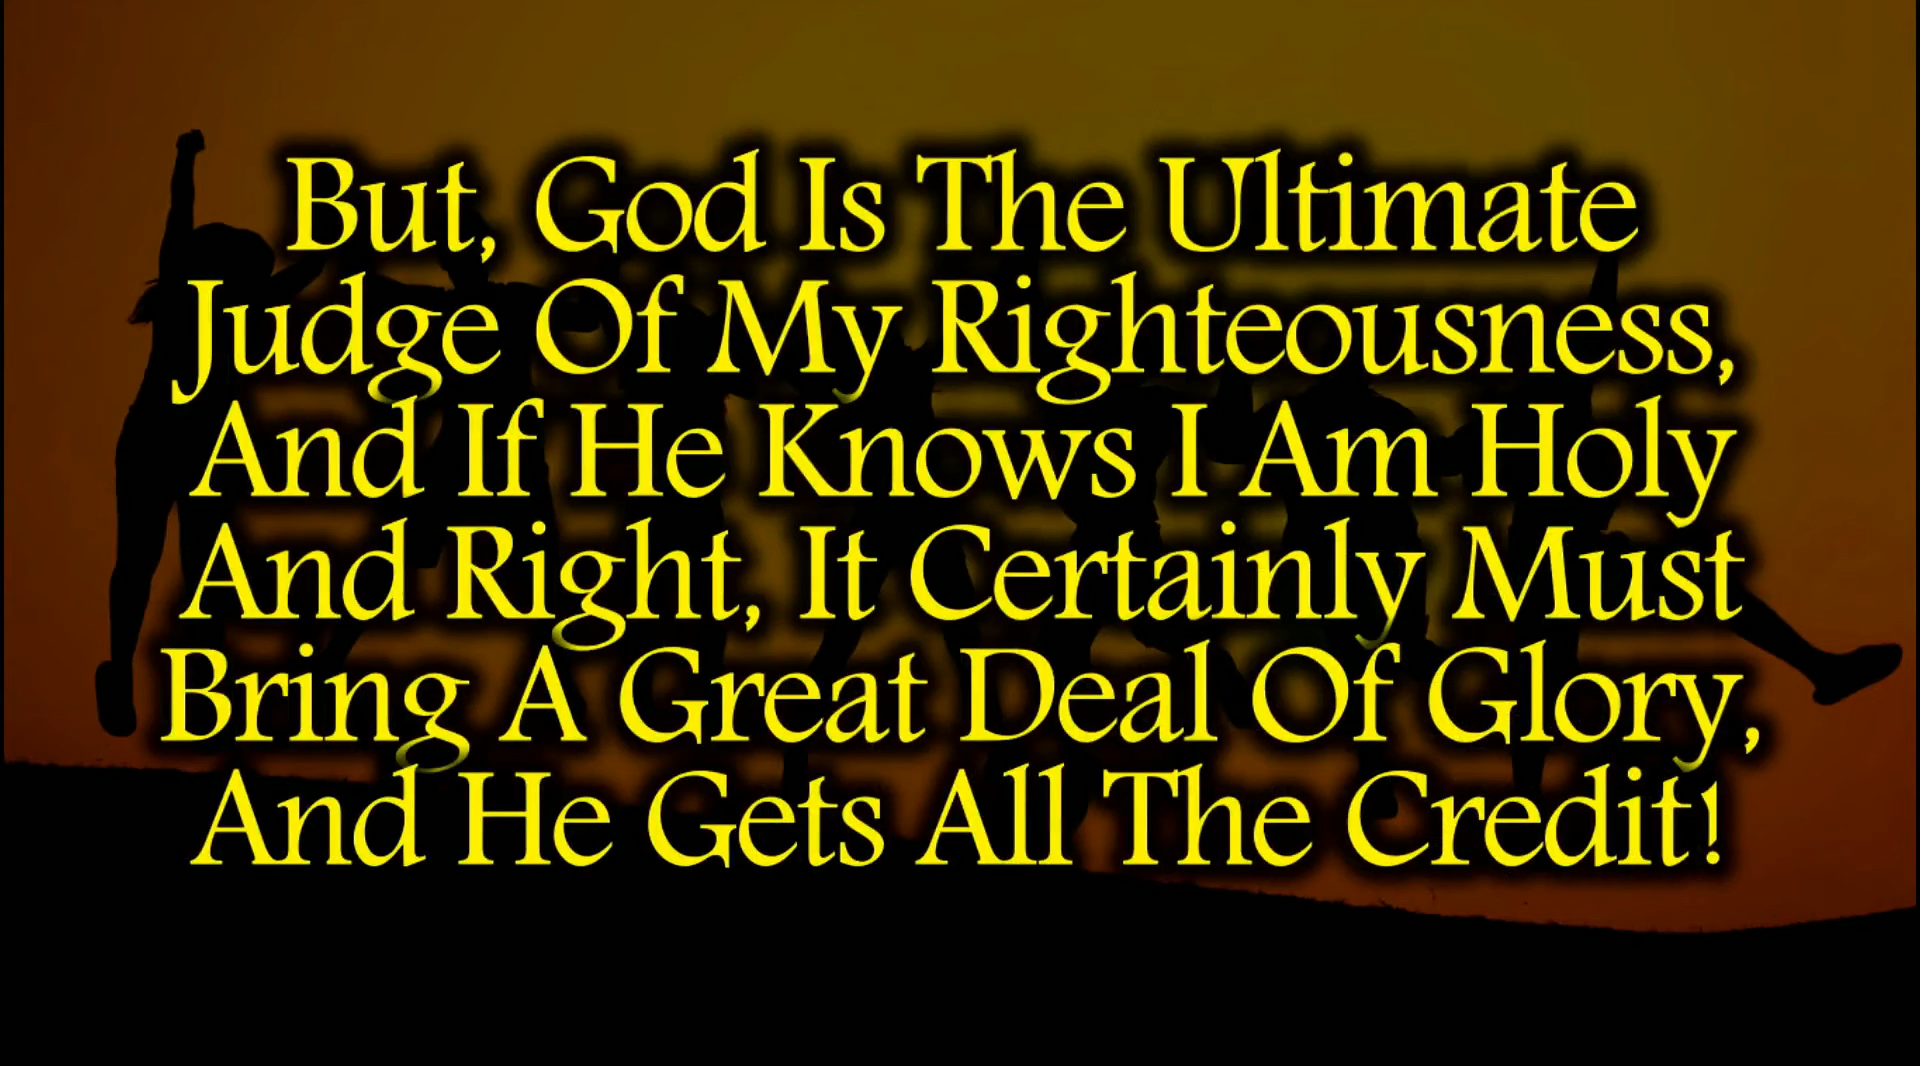 But, God Is The Ultimate
Judge Of My Righteousness,
And If He Knows I Am Holy
And Right, It Certainly Must
Bring A Great Deal Of Glory,
And He Gets All The Credit!